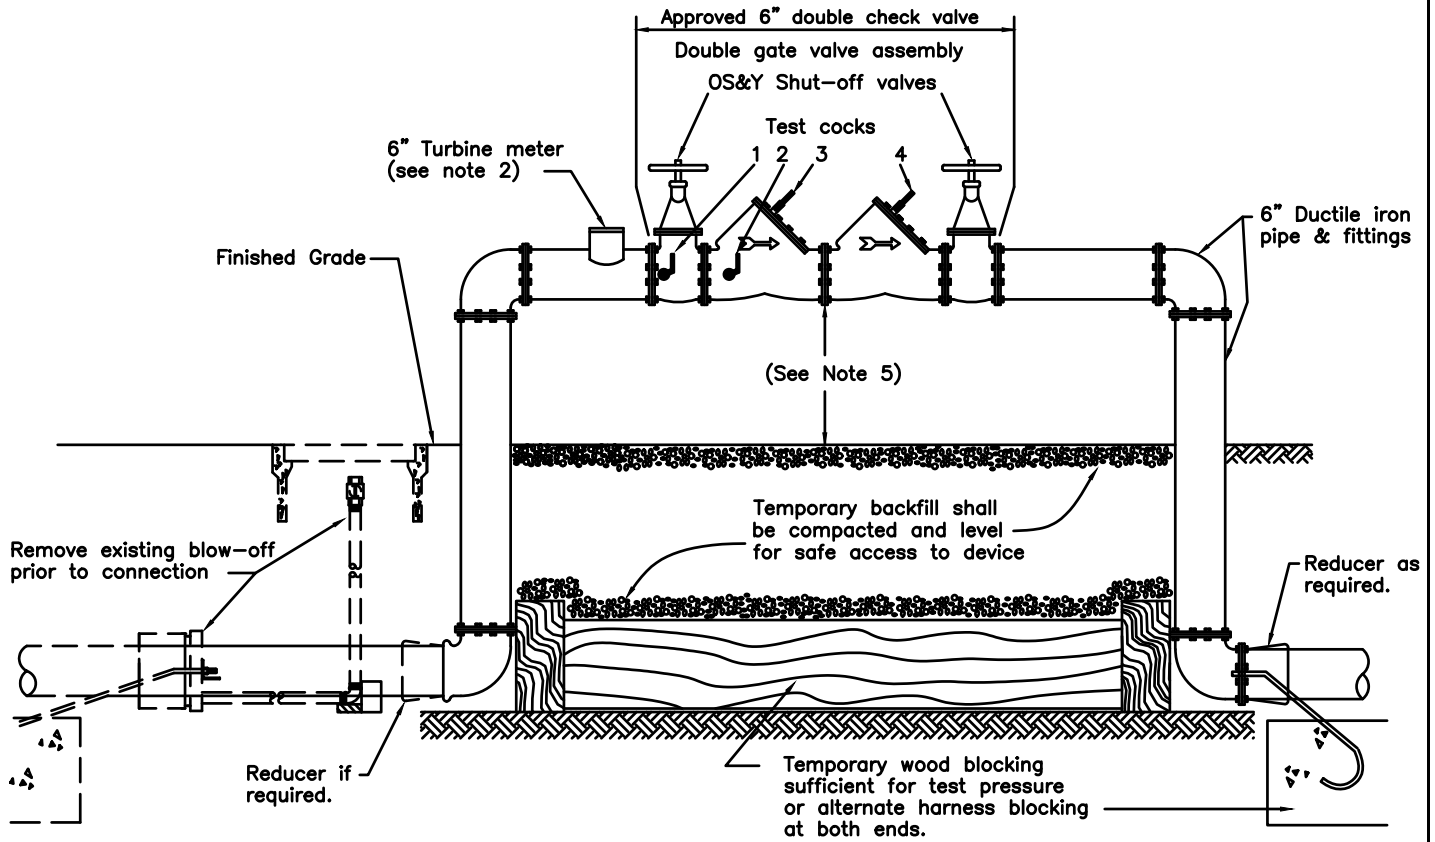 Approved 6" double check valve
Double gate valve assembly
OS&Y Shut-off valves
Test cocks
1 2 3 4
6" Turbine meter
(see note 2)
6" Ductile iron
pipe & fittings
Finished Grade
(See Note 5)
Temporary backfill shall
be compacted and level
for safe access to device
Remove existing blow-off
prior to connection
Reducer as
required.
Reducer if
required.
Temporary wood blocking
sufficient for test pressure
or alternate harness blocking
at both ends.